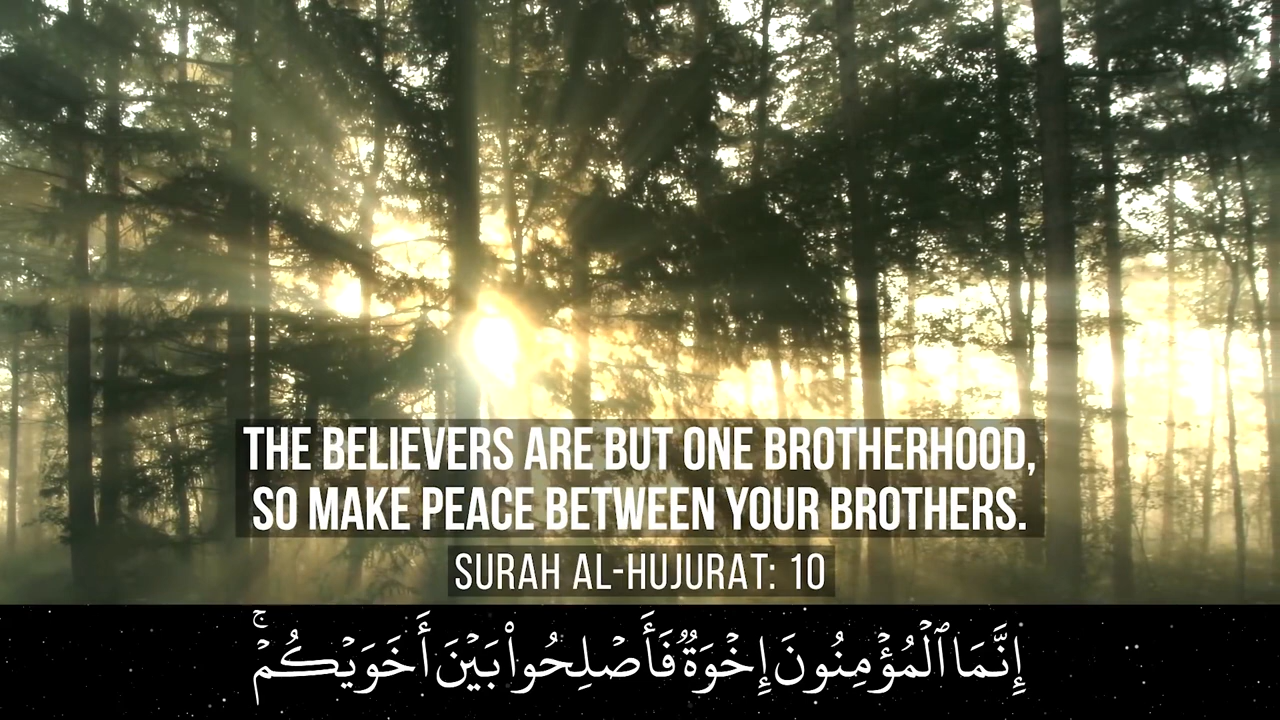 THE BELIEVERS ARE BUT ONE BROTHERHOOD,
SO MAKE PEACE BETWEEN YOUR BROTHERS.
SURAH AL-HUJURAT: 10
إِنَّمَا ٱلْمُؤْمِنُونَ إِخْوَةٌ فَأَصْلِحُوا۟ بَيْنَ أَخَوَيْكُمْ ۚ